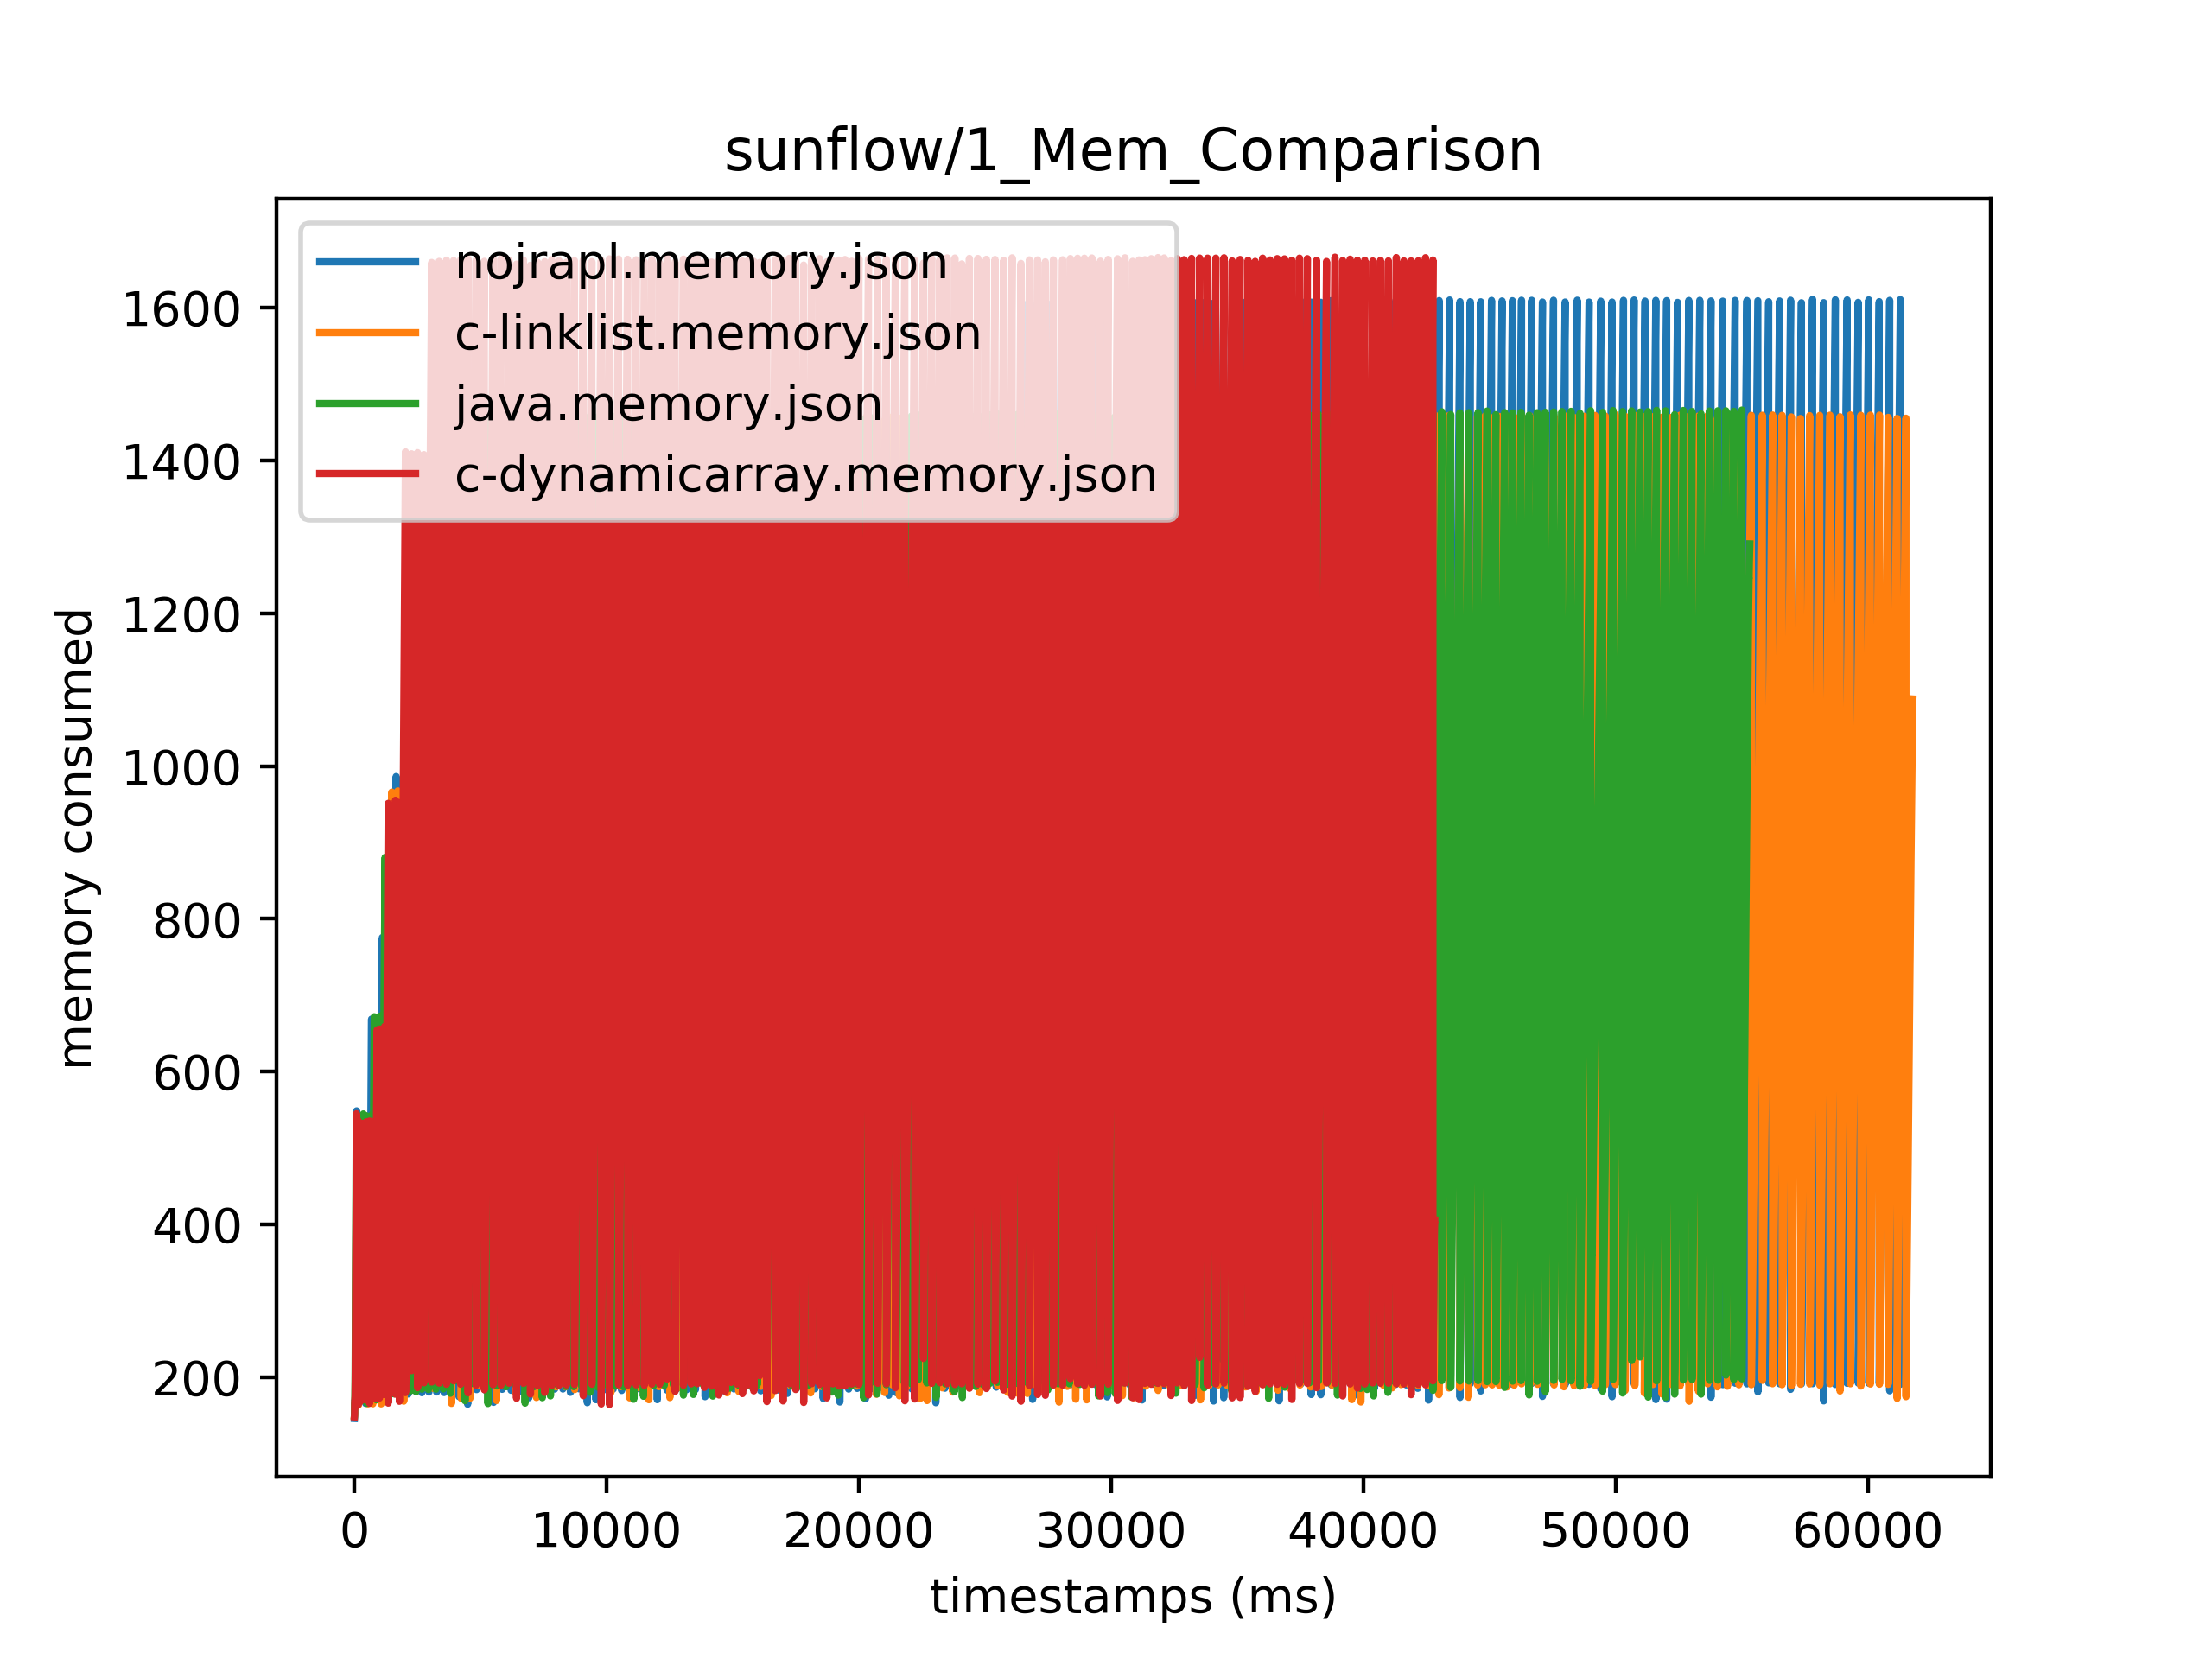 sunflow/1_Mem_Comparison
nojrapl.memory.json
c-linklist.memory.json
java.memory.json
c-dynamicarray.memory.json
memory consumed
1600
1400
1200
1000
800
600
400
200
0 10000 20000 30000 40000 50000 60000
timestamps (ms)